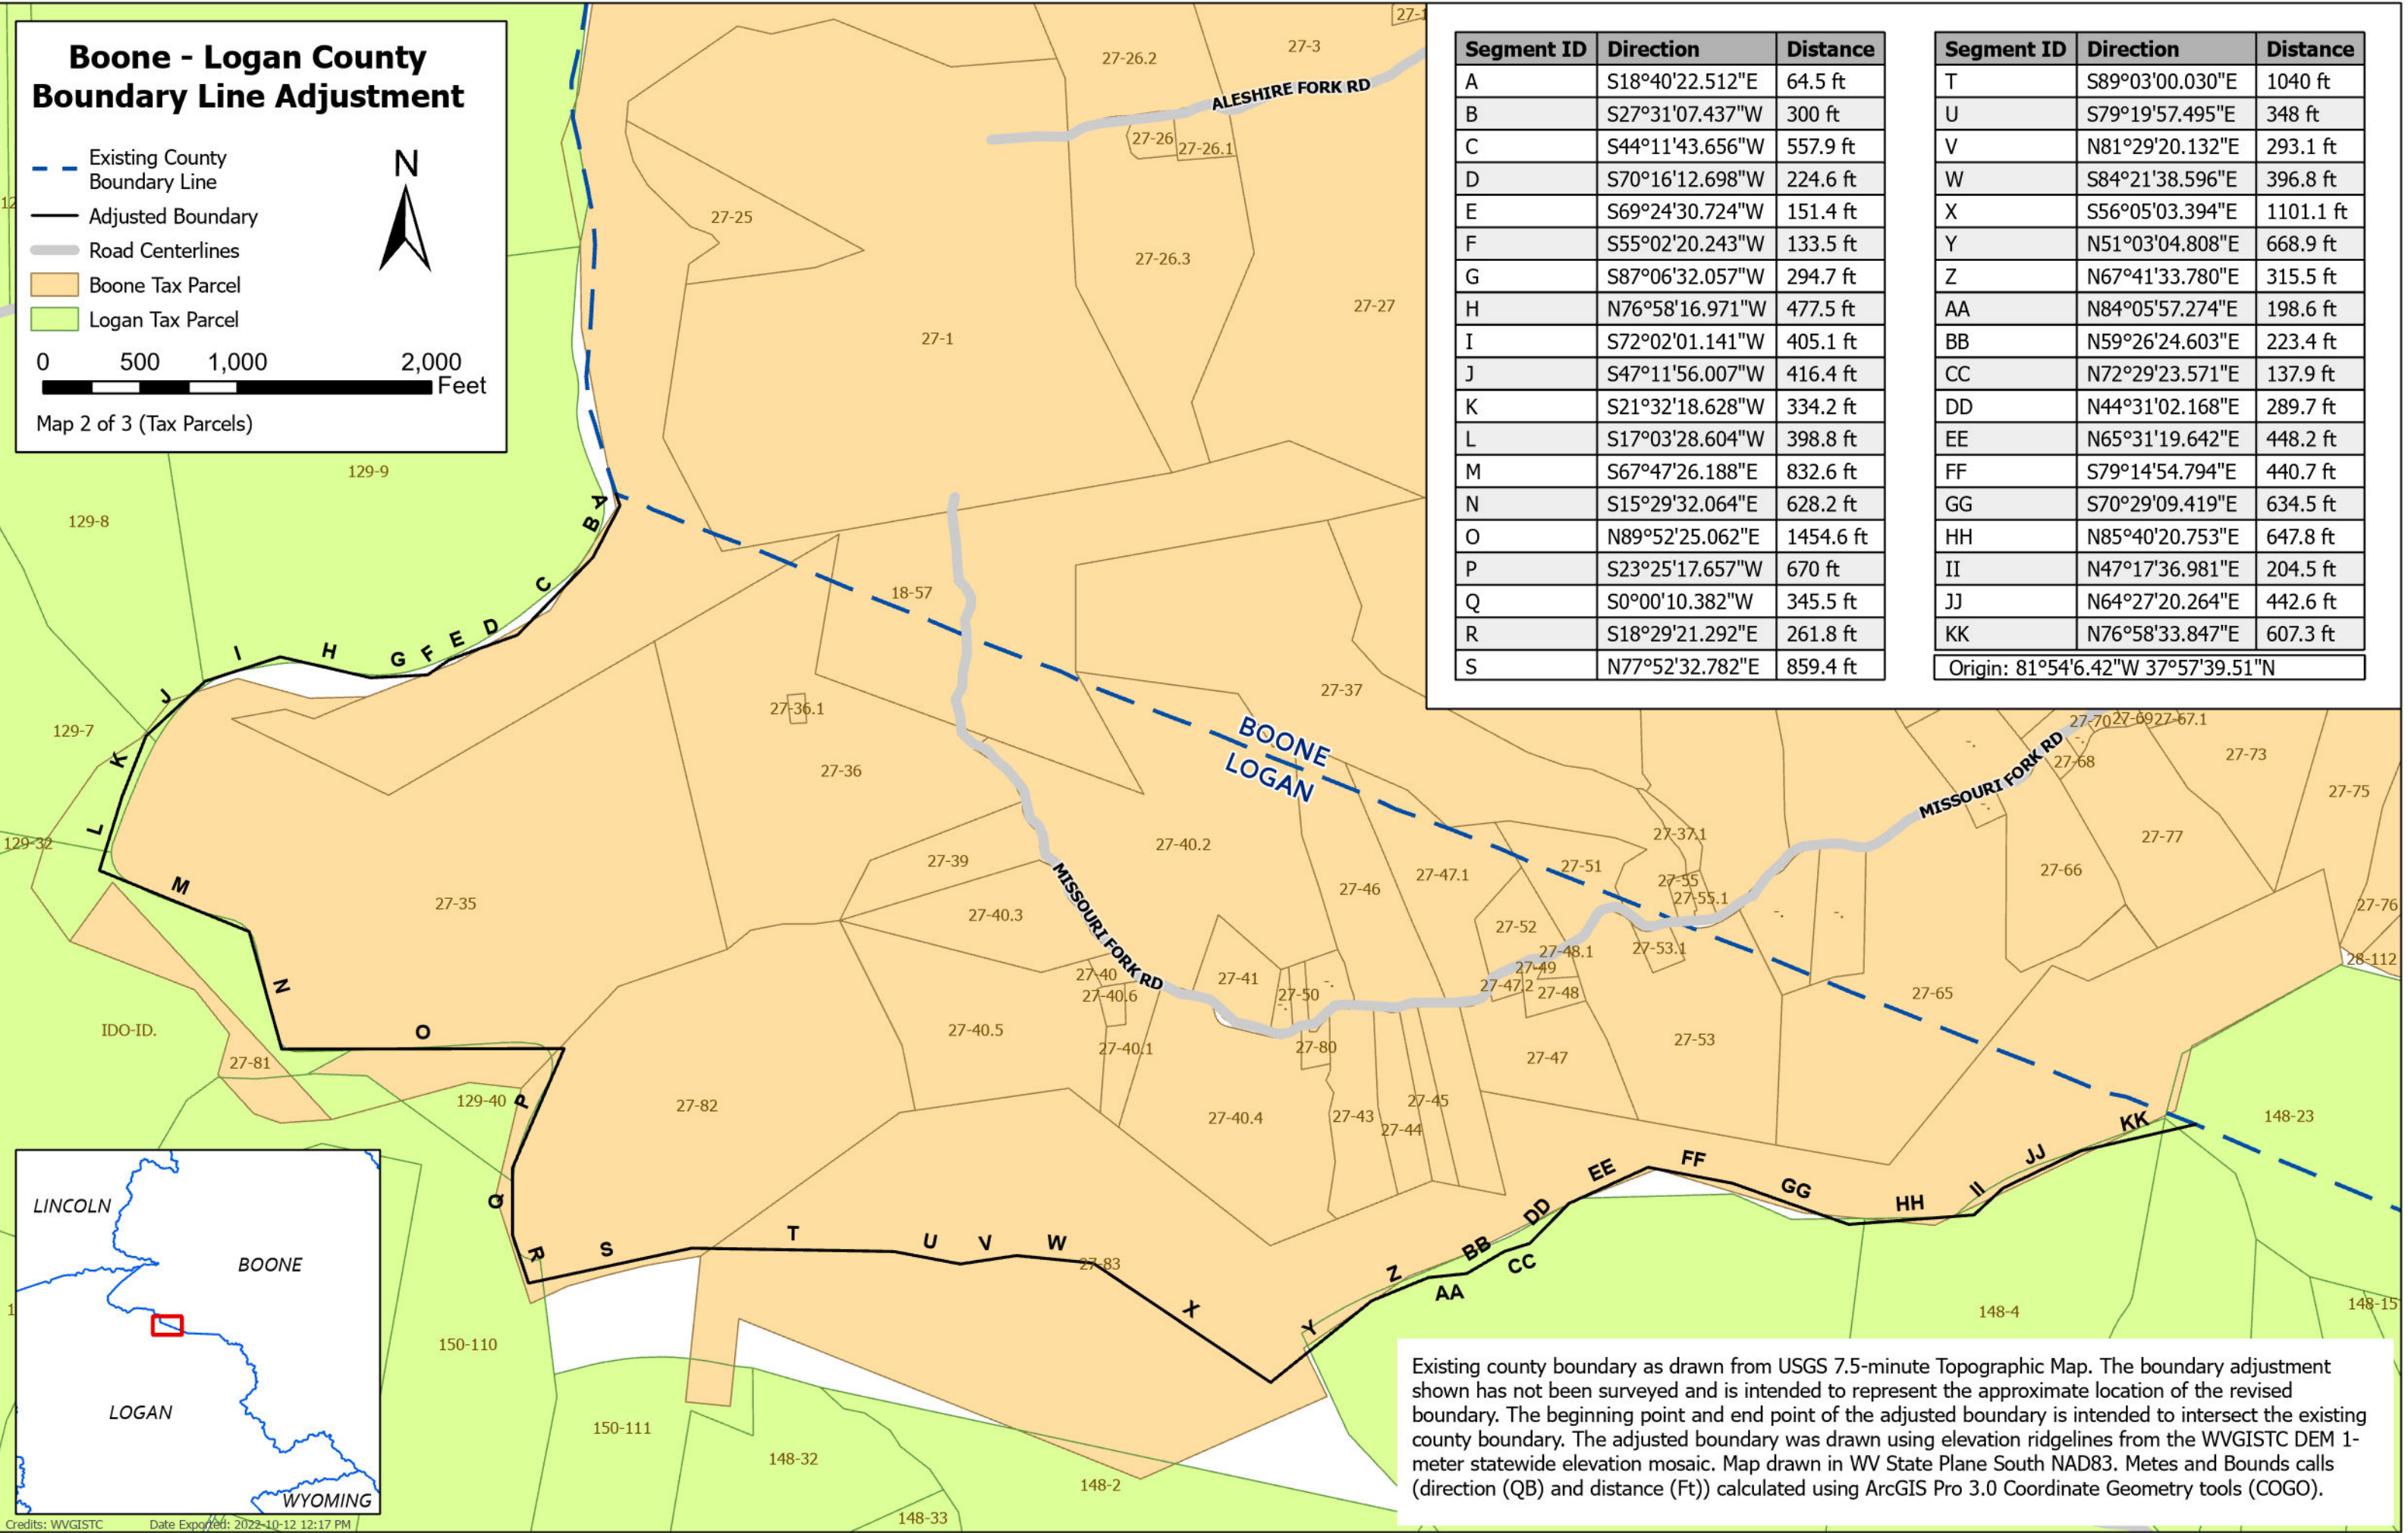 Boone - Logan County
Boundary Line Adjustment
Existing County
Boundary Line
Adjusted Boundary
Road Centerlines
Boone Tax Parcel
Logan Tax Parcel
N
0 500 1,000 2,000
Feet
Map 2 of 3 (Tax Parcels)
Segment ID Direction Distance
A S18°40'22.512"E 64.5 ft
B S27°31'07.437"W 300 ft
C S44°11'43.656"W 557.9 ft
D S70°16'12.698"W 224.6 ft
E S69°24'30.724"W 151.4 ft
F S55°02'20.243"W 133.5 ft
G S87°06'32.057"W 294.7 ft
H N76°58'16.971"W 477.5 ft
I S72°02'01.141"W 405.1 ft
J S47°11'56.007"W 416.4 ft
K S21°32'18.628"W 334.2 ft
L S17°03'28.604"W 398.8 ft
M S67°47'26.188"E 832.6 ft
N S15°29'32.064"E 628.2 ft
O N89°52'25.062"E 1454.6 ft
P S23°25'17.657"W 670 ft
Q S0°00'10.382"W 345.5 ft
R S18°29'21.292"E 261.8 ft
S N77°52'32.782"E 859.4 ft
Segment ID Direction Distance
T S89°03'00.030"E 1040 ft
U S79°19'57.495"E 348 ft
V N81°29'20.132"E 293.1 ft
W S84°21'38.596"E 396.8 ft
X S56°05'03.394"E 1101.1 ft
Y N51°03'04.808"E 668.9 ft
Z N67°41'33.780"E 315.5 ft
AA N84°05'57.274"E 198.6 ft
BB N59°26'24.603"E 223.4 ft
CC N72°29'23.571"E 137.9 ft
DD N44°31'02.168"E 289.7 ft
EE N65°31'19.642"E 448.2 ft
FF S79°14'54.794"E 440.7 ft
GG S70°29'09.419"E 634.5 ft
HH N85°40'20.753"E 647.8 ft
II N47°17'36.981"E 204.5 ft
JJ N64°27'20.264"E 442.6 ft
KK N76°58'33.847"E 607.3 ft
Origin: 81°54'6.42"W 37°57'39.51"N
27-26.2
27-3
ALESHIRE FORK RD
27-26
27-26.1
27-25
27-26.3
27-27
27-1
129-9
129-8
A
B
C
D
E
F
G
H
I
J
K
L
M
N
O
P
Q
R
S
T
U
V
W
X
Y
Z
AA
BB
CC
DD
EE
FF
GG
HH
II
JJ
KK
18-57
27-37
27-36.1
27-36
BOONE
LOGAN
129-7
129-32
27-35
27-39
27-40.3
27-40.2
MISSOURI FORK RD
27-40
27-40.6
27-40.5
27-40.1
27-41
27-50
27-80
27-40.4
27-46
27-47.1
27-51
27-52
27-37.1
27-55
27-55.1
27-48.1
27-49
27-47.2
27-48
27-53.1
27-47
27-53
27-43
27-45
27-44
MISSOURI FORK RD
27-70
27-69
27-67.1
27-68
27-73
27-75
27-77
27-66
27-76
28-112
27-65
148-23
IDO-ID.
27-81
129-40
27-82
27-83
150-110
150-111
148-32
148-33
148-2
148-4
148-15
LINCOLN
BOONE
LOGAN
WYOMING
Existing county boundary as drawn from USGS 7.5-minute Topographic Map. The boundary adjustment
shown has not been surveyed and is intended to represent the approximate location of the revised
boundary. The beginning point and end point of the adjusted boundary is intended to intersect the existing
county boundary. The adjusted boundary was drawn using elevation ridgelines from the WVGISTC DEM 1-
meter statewide elevation mosaic. Map drawn in WV State Plane South NAD83. Metes and Bounds calls
(direction (QB) and distance (Ft)) calculated using ArcGIS Pro 3.0 Coordinate Geometry tools (COGO).
Credits: WVGISTC Date Exported: 2022-10-12 12:17 PM